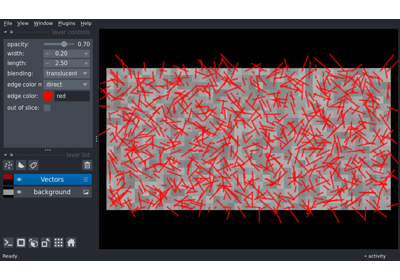 File View Window Plugins Help
layer controls
opacity: 0.70
width: 0.20
length: 2.50
blending: translucent
edge color m direct
edge color: red
out of slice:
layer list
Vectors
background
Ready
activity